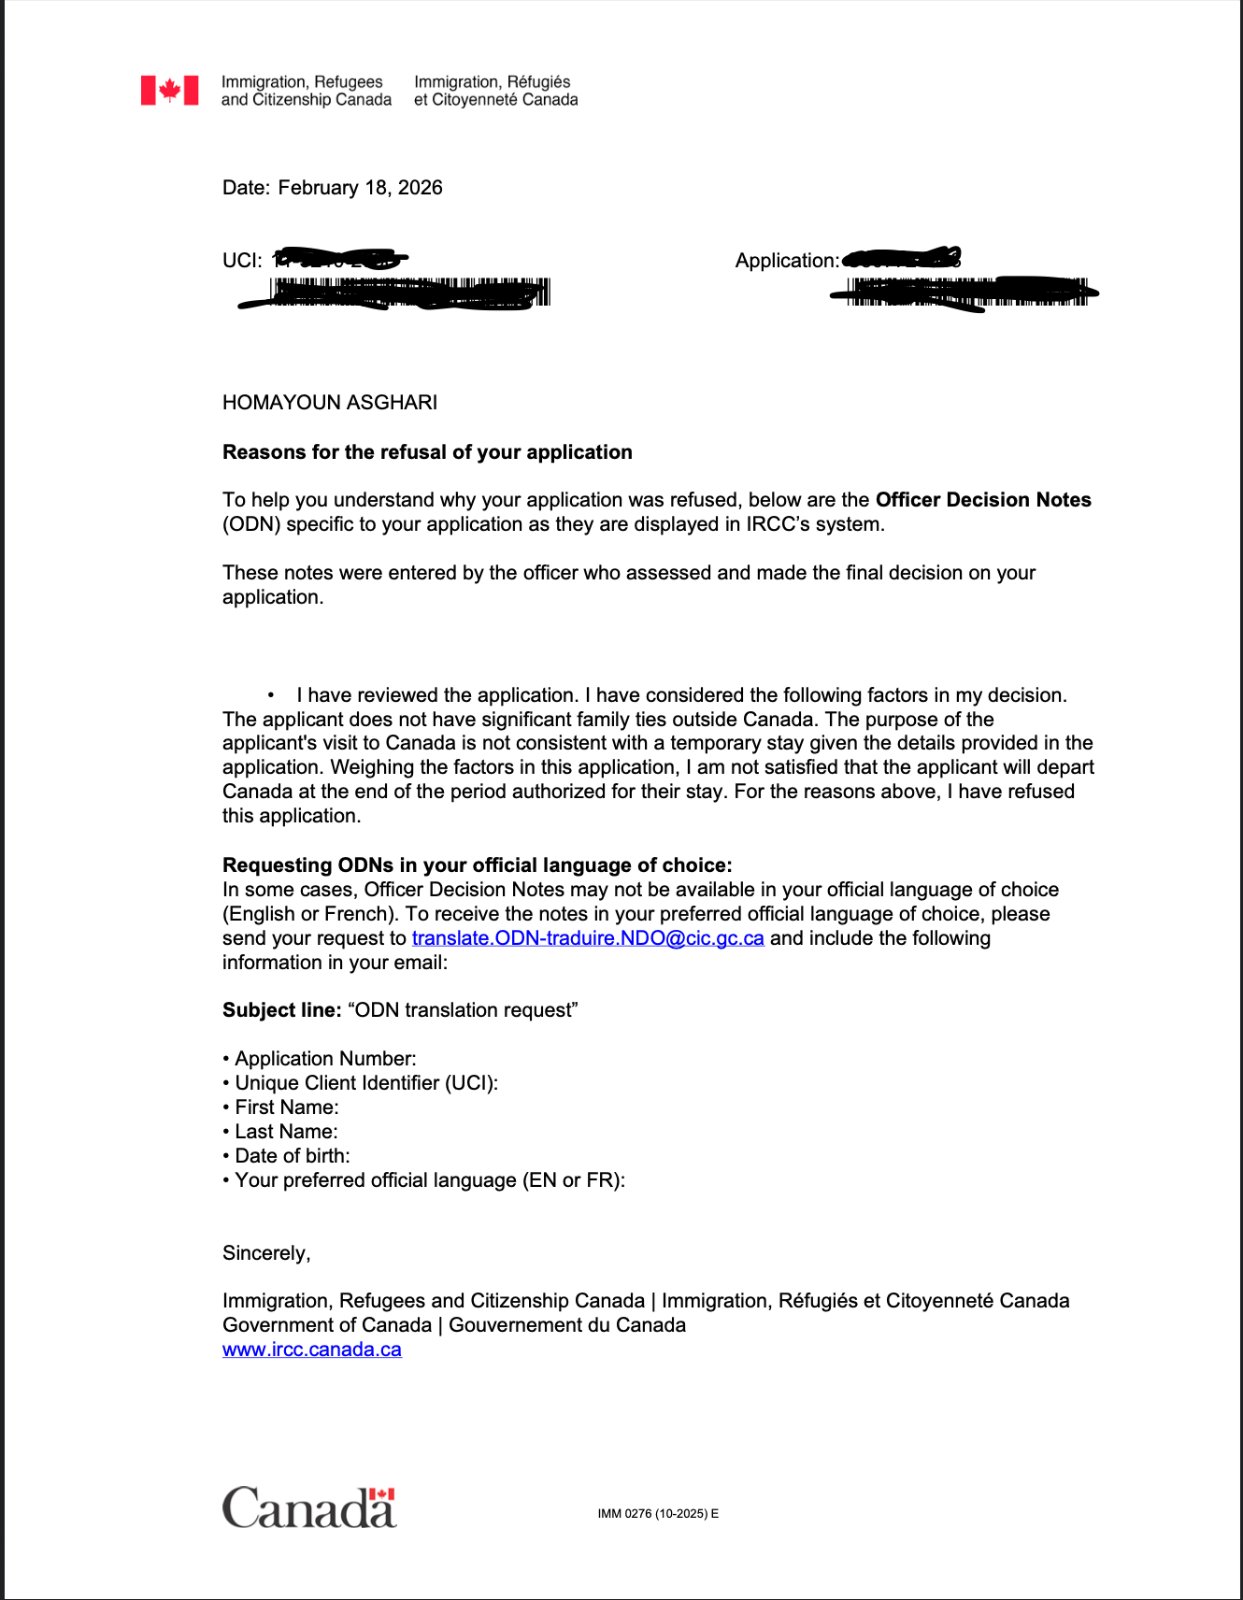 Immigration, Refugees and Citizenship Canada
Immigration, Réfugiés et Citoyenneté Canada
Date: February 18, 2026
UCI:
Application:
HOMAYOUN ASGHARI
Reasons for the refusal of your application
To help you understand why your application was refused, below are the Officer Decision Notes
(ODN) specific to your application as they are displayed in IRCC's system.
These notes were entered by the officer who assessed and made the final decision on your
application.
• I have reviewed the application. I have considered the following factors in my decision.
The applicant does not have significant family ties outside Canada. The purpose of the
applicant's visit to Canada is not consistent with a temporary stay given the details provided in the
application. Weighing the factors in this application, I am not satisfied that the applicant will depart
Canada at the end of the period authorized for their stay. For the reasons above, I have refused
this application.
Requesting ODNs in your official language of choice:
In some cases, Officer Decision Notes may not be available in your official language of choice
(English or French). To receive the notes in your preferred official language of choice, please
send your request to translate.ODN-traduire.NDO@cic.gc.ca and include the following
information in your email:
Subject line: “ODN translation request”
• Application Number:
• Unique Client Identifier (UCI):
• First Name:
• Last Name:
• Date of birth:
• Your preferred official language (EN or FR):
Sincerely,
Immigration, Refugees and Citizenship Canada | Immigration, Réfugiés et Citoyenneté Canada
Government of Canada | Gouvernement du Canada
www.ircc.canada.ca
Canada
IMM 0276 (10-2025) E